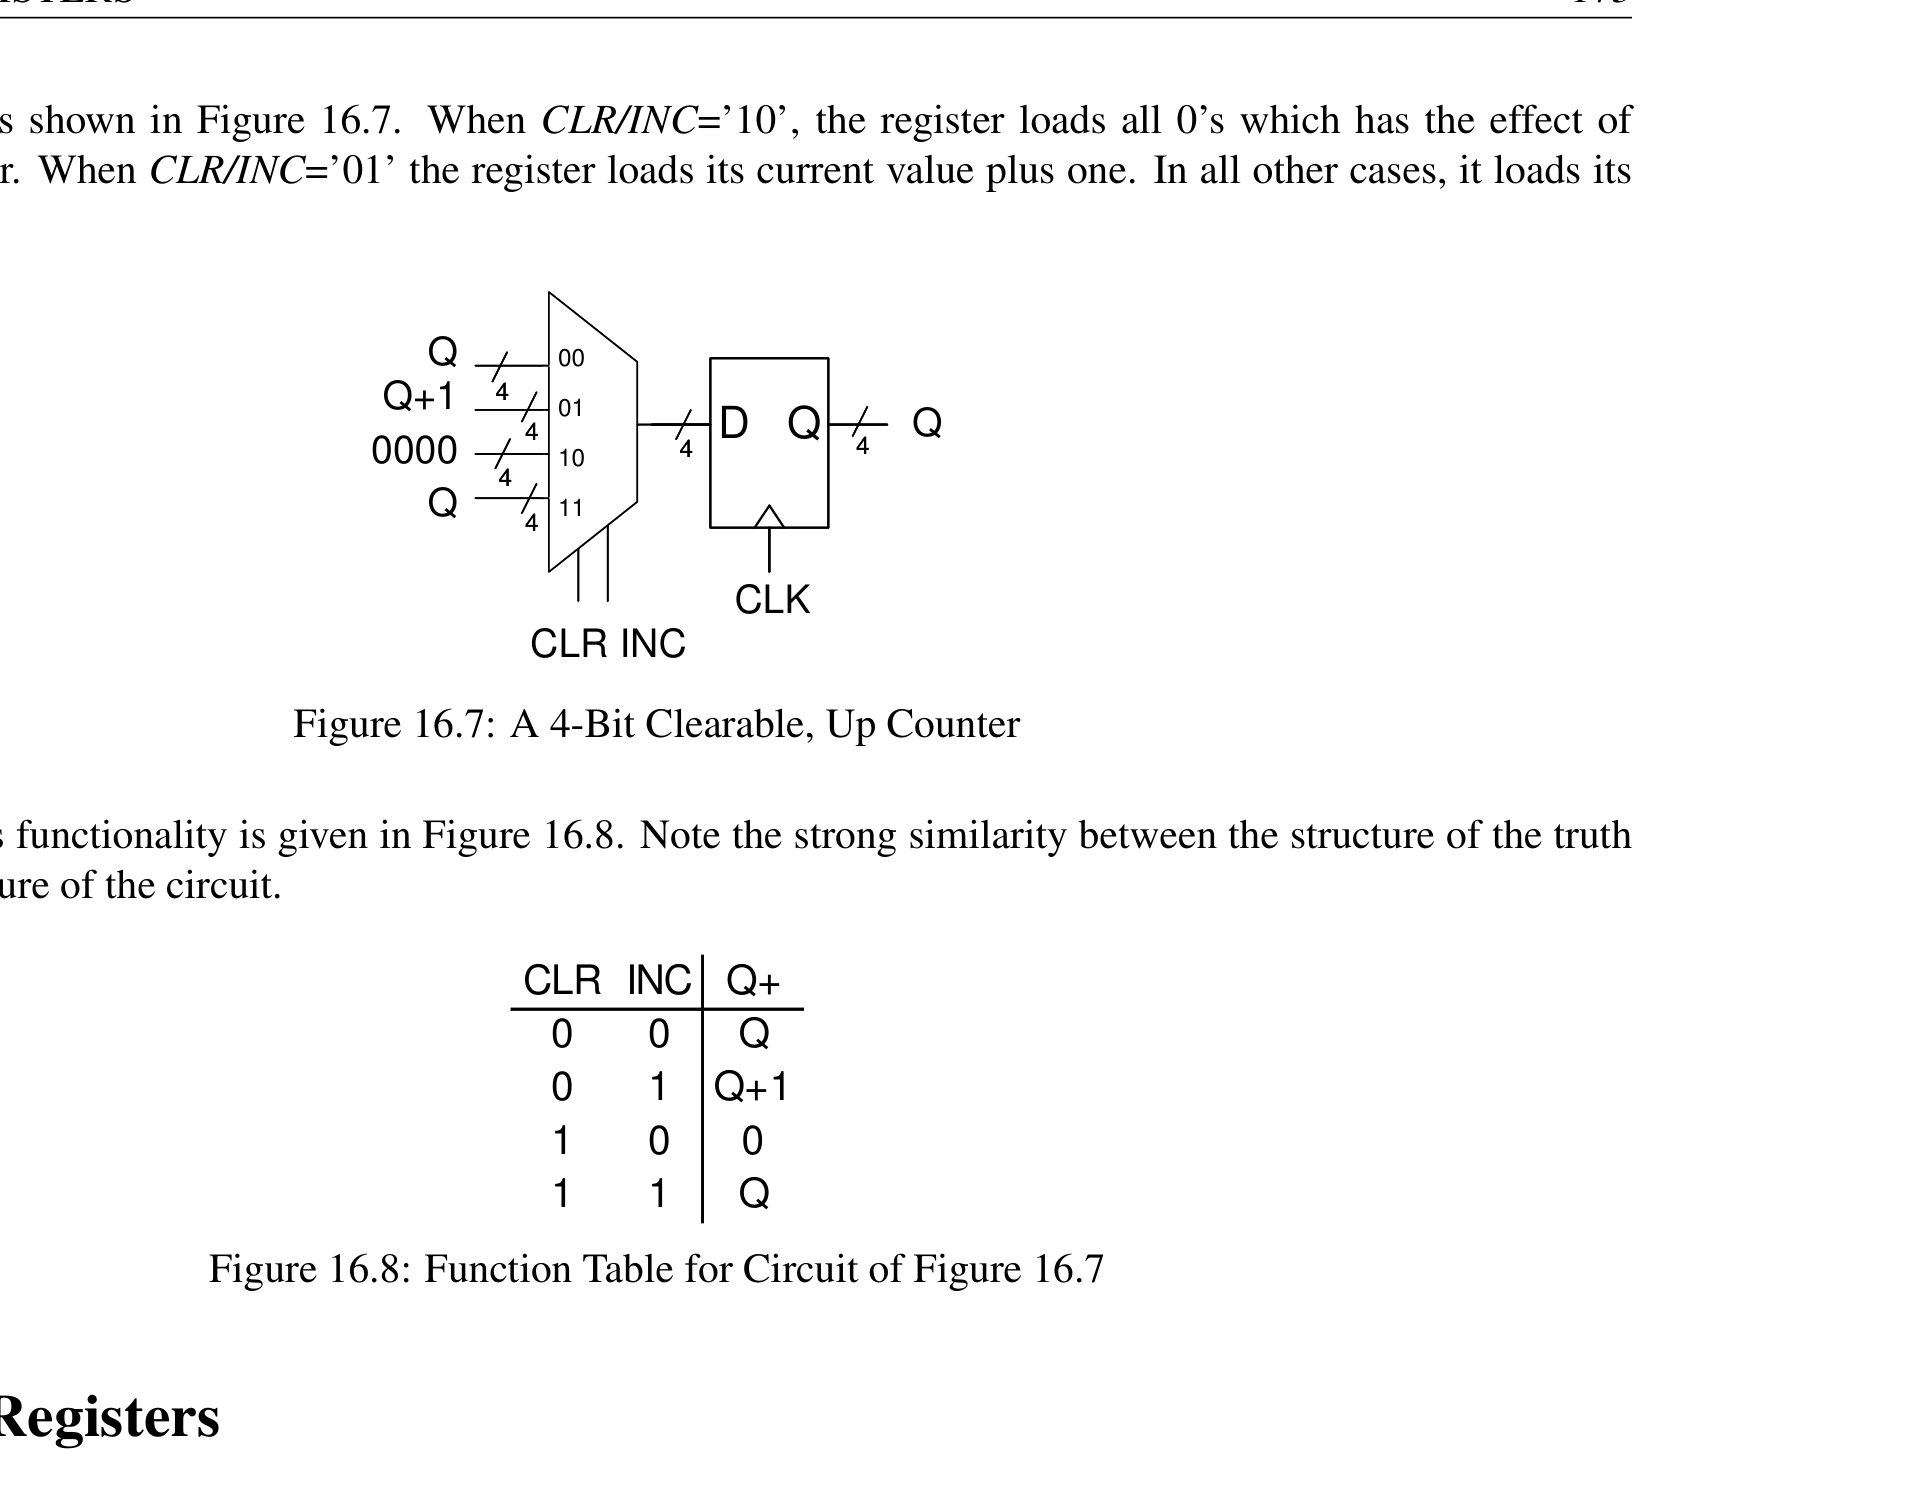 s shown in Figure 16.7. When CLR/INC=’10’, the register loads all 0’s which has the effect of
r. When CLR/INC=’01’ the register loads its current value plus one. In all other cases, it loads its
Q 4 00
Q+1 4 01
0000 4 10
Q 4 11
4 D Q 4 Q
CLK
CLR INC
Figure 16.7: A 4-Bit Clearable, Up Counter
s functionality is given in Figure 16.8. Note the strong similarity between the structure of the truth
ure of the circuit.
CLR INC Q+
0 0 Q
0 1 Q+1
1 0 0
1 1 Q
Figure 16.8: Function Table for Circuit of Figure 16.7
Registers